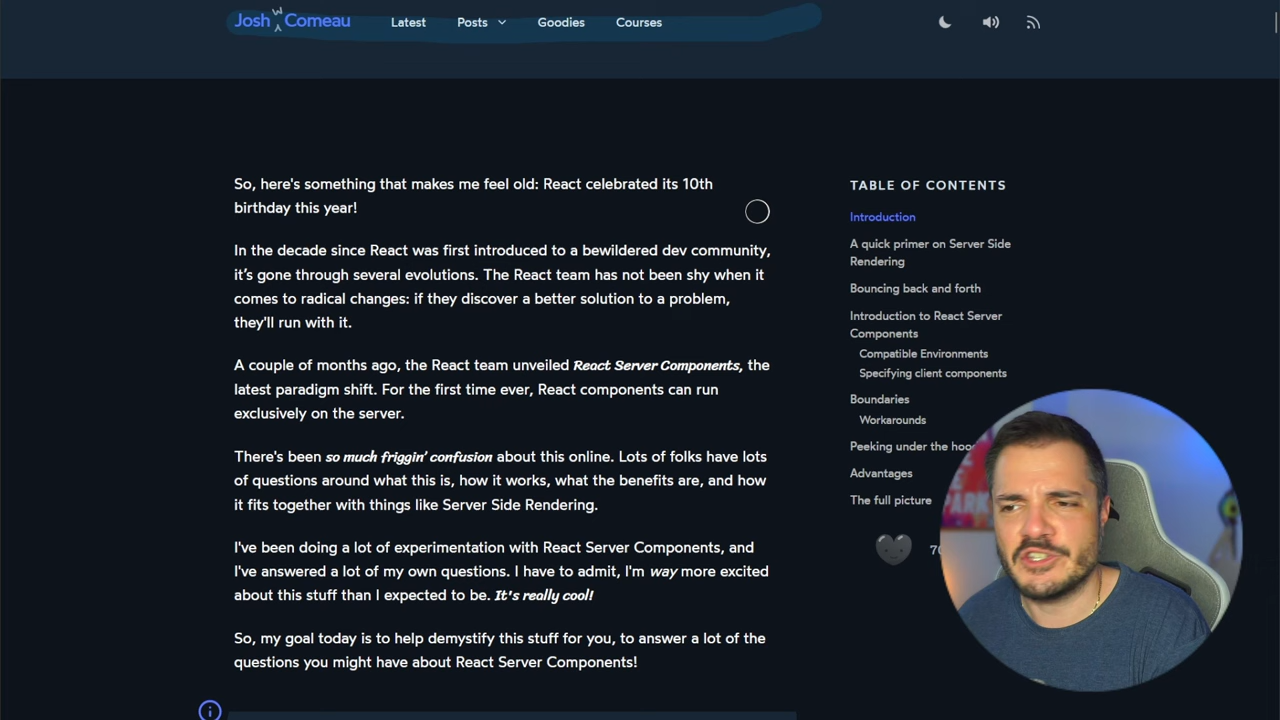 Josh W Comeau
Latest
Posts
Goodies
Courses
So, here's something that makes me feel old: React celebrated its 10th
birthday this year!
In the decade since React was first introduced to a bewildered dev community,
it's gone through several evolutions. The React team has not been shy when it
comes to radical changes: if they discover a better solution to a problem,
they'll run with it.
A couple of months ago, the React team unveiled React Server Components, the
latest paradigm shift. For the first time ever, React components can run
exclusively on the server.
There's been so much friggin' confusion about this online. Lots of folks have lots
of questions around what this is, how it works, what the benefits are, and how
it fits together with things like Server Side Rendering.
I've been doing a lot of experimentation with React Server Components, and
I've answered a lot of my own questions. I have to admit, I'm way more excited
about this stuff than I expected to be. It's really cool!
So, my goal today is to help demystify this stuff for you, to answer a lot of the
questions you might have about React Server Components!
TABLE OF CONTENTS
Introduction
A quick primer on Server Side
Rendering
Bouncing back and forth
Introduction to React Server
Components
Compatible Environments
Specifying client components
Boundaries
Workarounds
Peeking under the
Advantages
The full picture